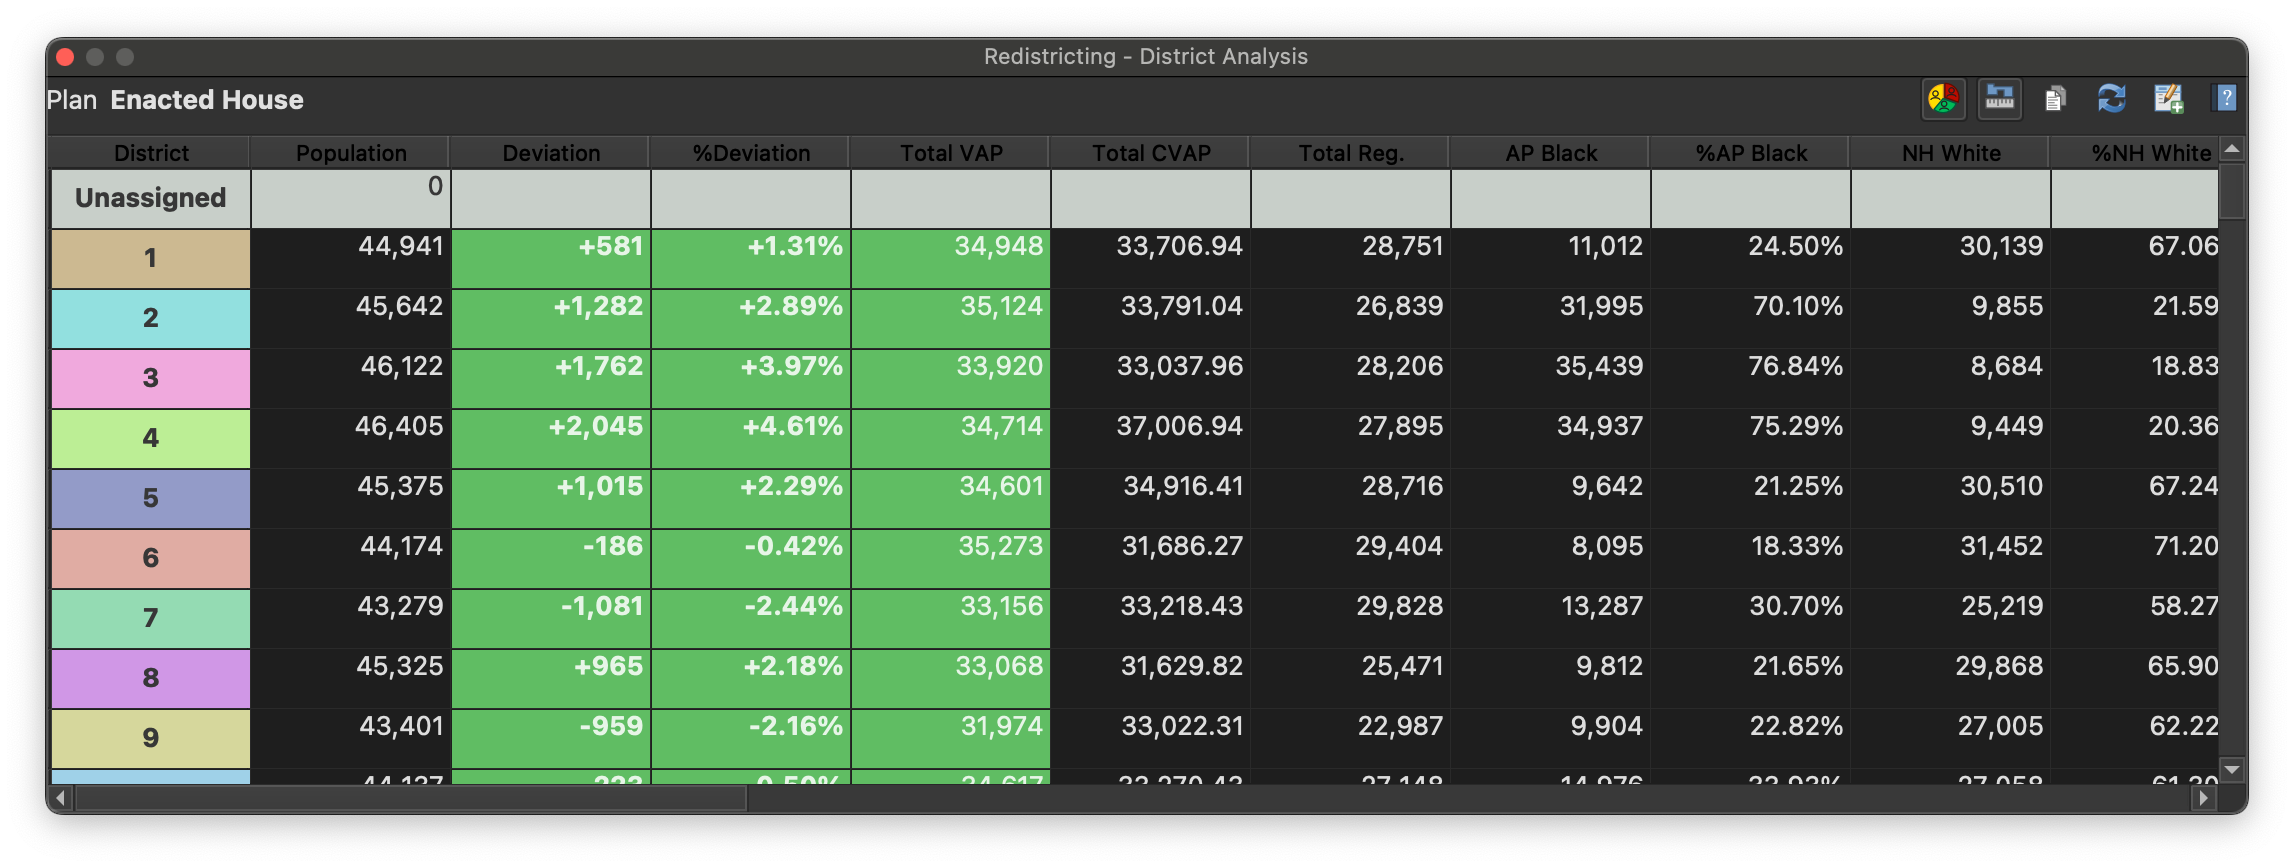 Redistricting - District Analysis
Plan Enacted House
District Population Deviation %Deviation Total VAP Total CVAP Total Reg. AP Black %AP Black NH White %NH White
Unassigned 0
1 44,941 +581 +1.31% 34,948 33,706.94 28,751 11,012 24.50% 30,139 67.06
2 45,642 +1,282 +2.89% 35,124 33,791.04 26,839 31,995 70.10% 9,855 21.59
3 46,122 +1,762 +3.97% 33,920 33,037.96 28,206 35,439 76.84% 8,684 18.83
4 46,405 +2,045 +4.61% 34,714 37,006.94 27,895 34,937 75.29% 9,449 20.36
5 45,375 +1,015 +2.29% 34,601 34,916.41 28,716 9,642 21.25% 30,510 67.24
6 44,174 -186 -0.42% 35,273 31,686.27 29,404 8,095 18.33% 31,452 71.20
7 43,279 -1,081 -2.44% 33,156 33,218.43 29,828 13,287 30.70% 25,219 58.27
8 45,325 +965 +2.18% 33,068 31,629.82 25,471 9,812 21.65% 29,868 65.90
9 43,401 -959 -2.16% 31,974 33,022.31 22,987 9,904 22.82% 27,005 62.22